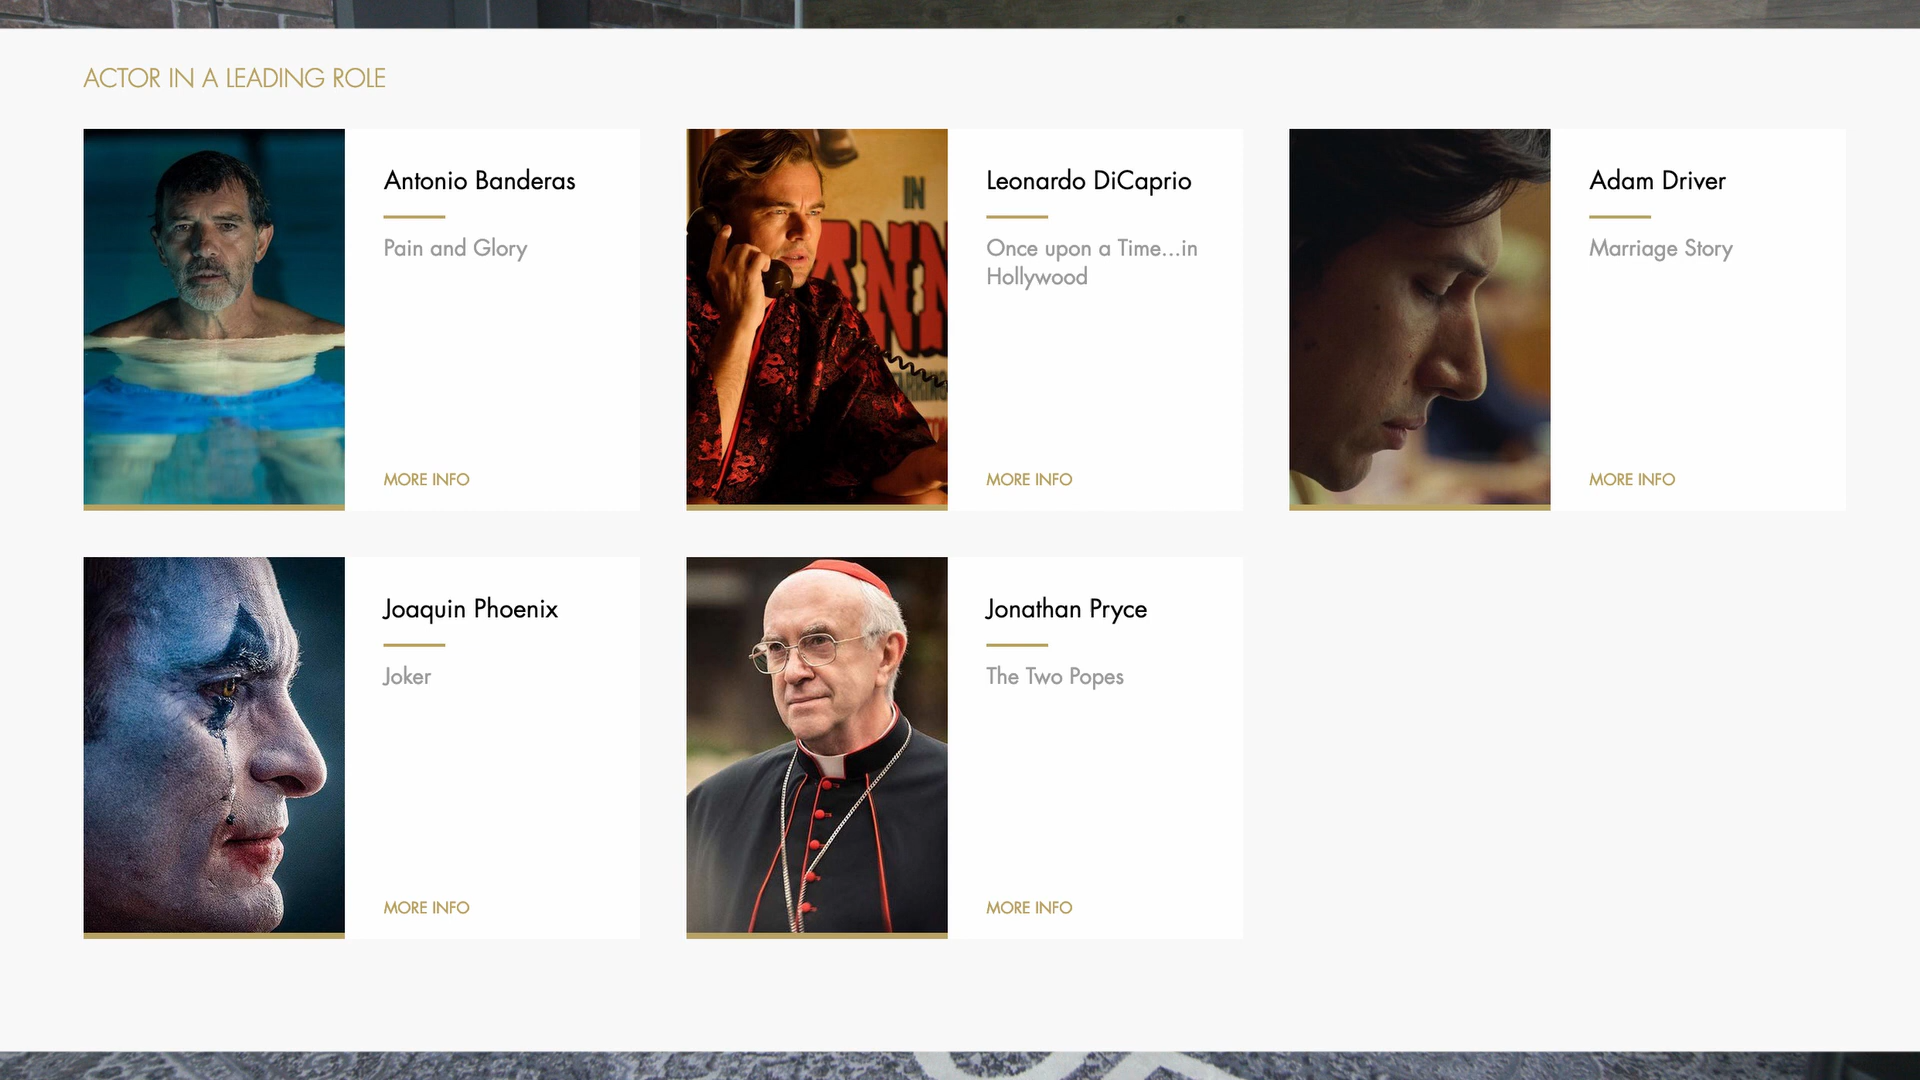 ACTOR IN A LEADING ROLE
Antonio Banderas
Pain and Glory
MORE INFO
Leonardo DiCaprio
Once upon a Time...in
Hollywood
MORE INFO
IN
ANN
Adam Driver
Marriage Story
MORE INFO
Joaquin Phoenix
Joker
MORE INFO
Jonathan Pryce
The Two Popes
MORE INFO